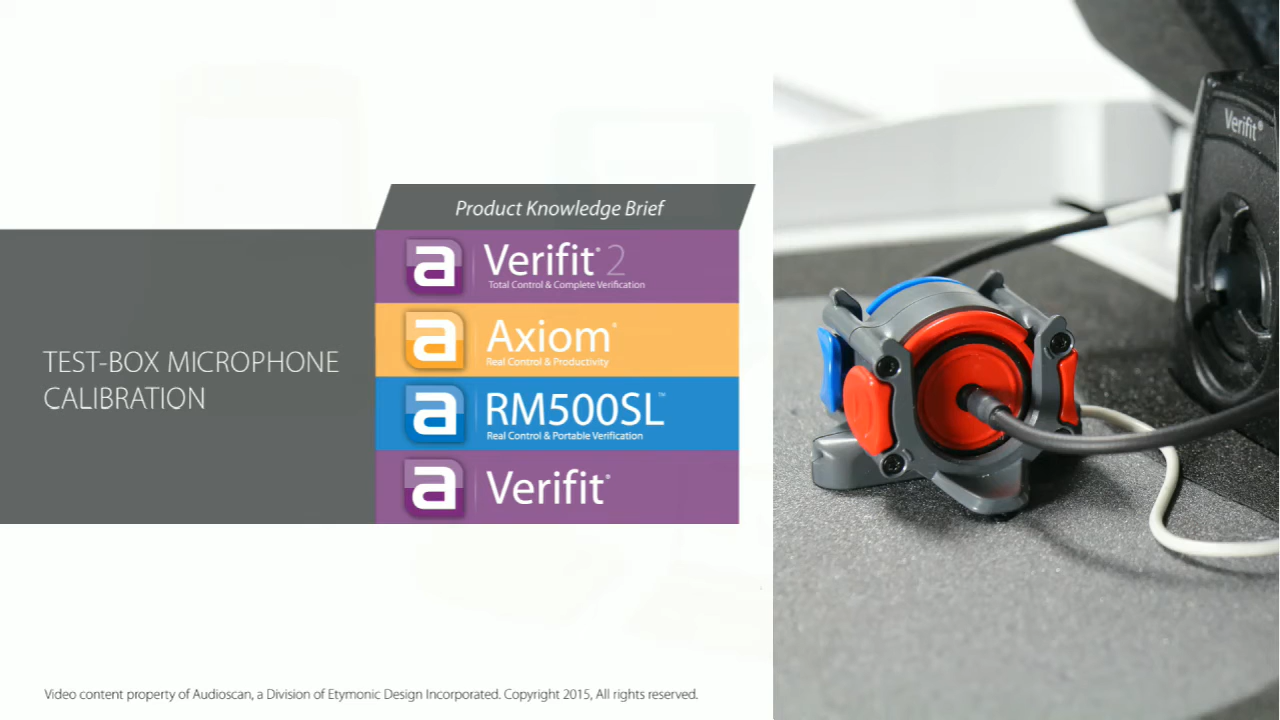 Product Knowledge Brief
TEST-BOX MICROPHONE
CALIBRATION
a Verifit® 2
Total Control & Complete Verification
a Axiom®
Real Control & Productivity
a RM500SL™
Real Control & Portable Verification
a Verifit®
Verifit®
Video content property of Audioscan, a Division of Etymonic Design Incorporated. Copyright 2015, All rights reserved.